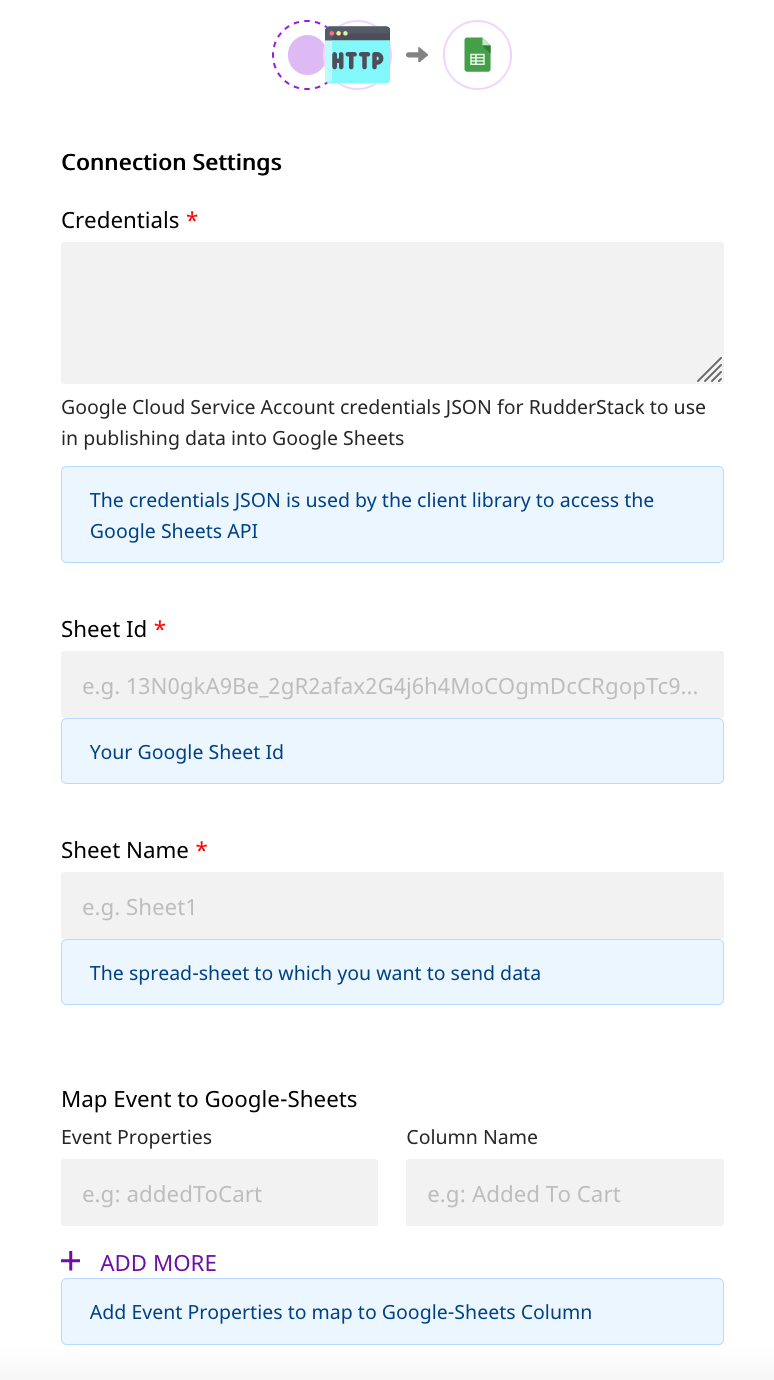 HTTP
Connection Settings
Credentials *
Google Cloud Service Account credentials JSON for RudderStack to use
in publishing data into Google Sheets
The credentials JSON is used by the client library to access the
Google Sheets API
Sheet Id *
e.g. 13N0gkA9Be_2gR2afax2G4j6h4MoCOgmDcCRgopTc9...
Your Google Sheet Id
Sheet Name *
e.g. Sheet1
The spread-sheet to which you want to send data
Map Event to Google-Sheets
Event Properties Column Name
e.g: addedToCart e.g: Added To Cart
+ ADD MORE
Add Event Properties to map to Google-Sheets Column